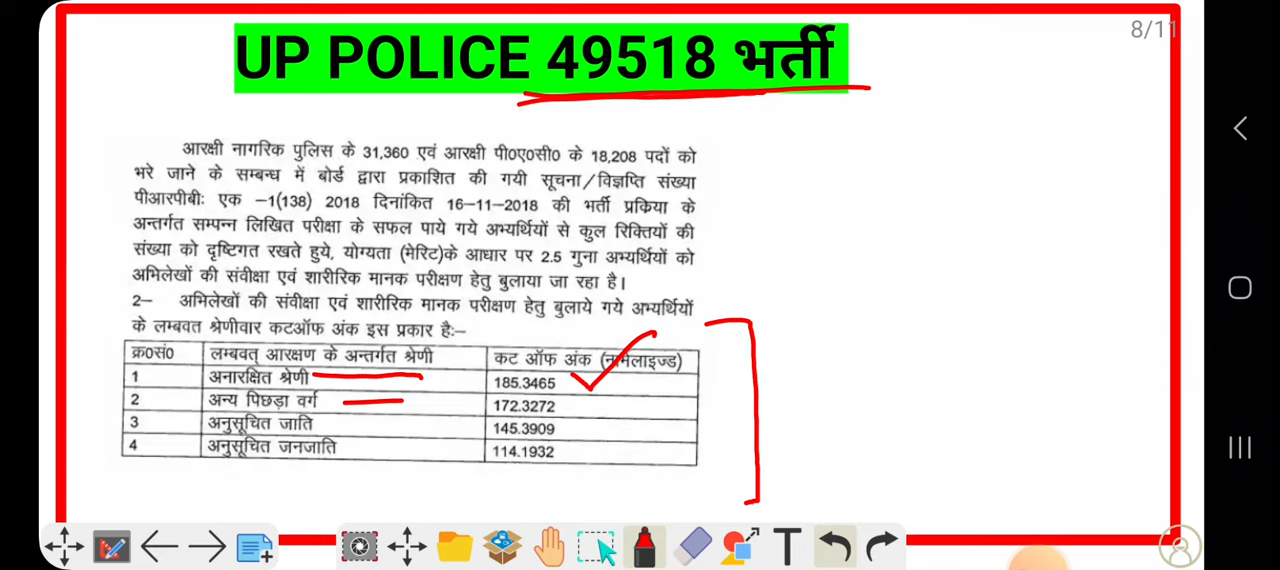 8/11
UP POLICE 49518 भर्ती
आरक्षी नागरिक पुलिस के 31,360 एवं आरक्षी पी0ए0सी0 के 18,208 पदों को
भरे जाने के सम्बन्ध में बोर्ड द्वारा प्रकाशित की गयी सूचना/विज्ञप्ति संख्या
पीआरपीबीः एक –1(138) 2018 दिनांकित 16–11–2018 की भर्ती प्रकिया के
अन्तर्गत सम्पन्न लिखित परीक्षा के सफल पाये गये अभ्यर्थियों से कुल रिक्तियों की
संख्या को दृष्टिगत रखते हुये, योग्यता (मेरिट)के आधार पर 2.5 गुना अभ्यर्थियों को
अभिलेखों की संवीक्षा एवं शारीरिक मानक परीक्षण हेतु बुलाया जा रहा है।
2– अभिलेखों की संवीक्षा एवं शारीरिक मानक परीक्षण हेतु बुलाये गये अभ्यर्थियों
के लम्बवत श्रेणीवार कटऑफ अंक इस प्रकार हैः–
क्र0सं0 लम्बवत् आरक्षण के अन्तर्गत श्रेणी कट ऑफ अंक (नार्मलाइज्ड)
1 अनारक्षित श्रेणी 185.3465
2 अन्य पिछड़ा वर्ग 172.3272
3 अनुसूचित जाति 145.3909
4 अनुसूचित जनजाति 114.1932
T